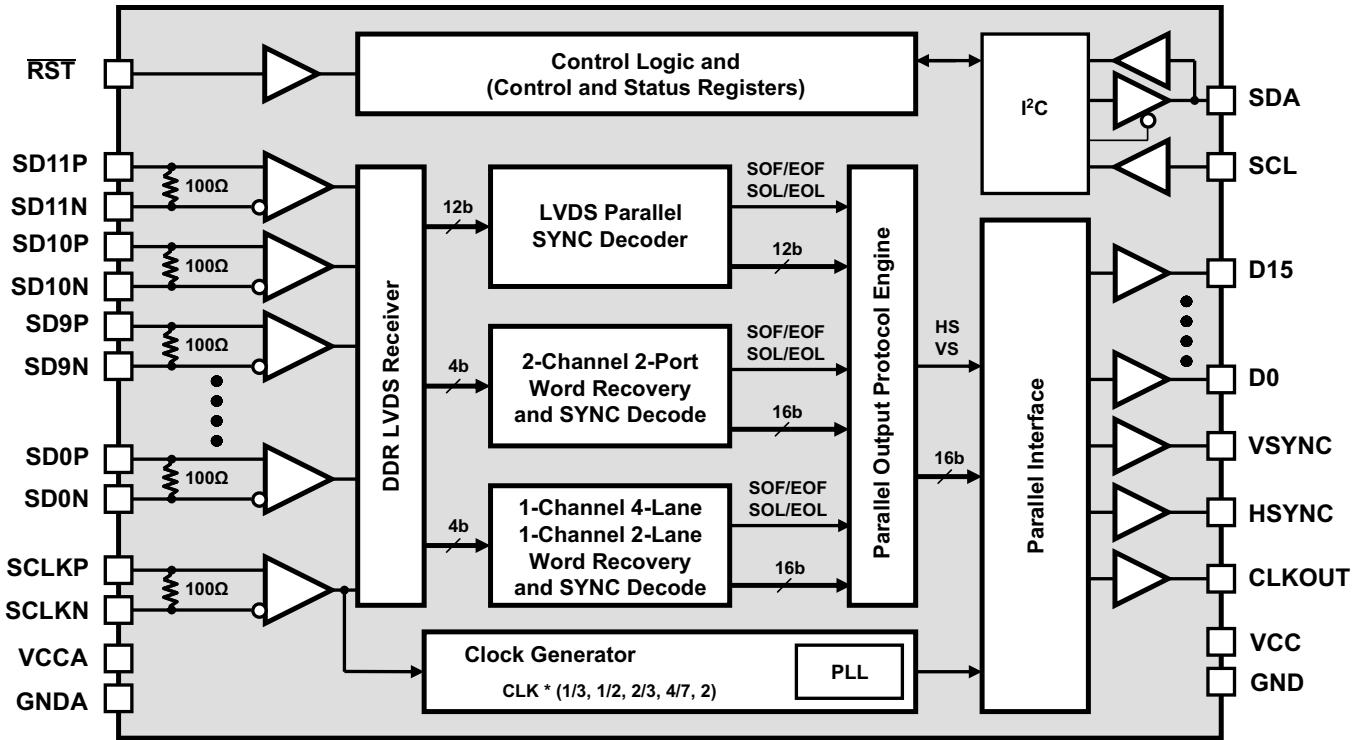 RST
Control Logic and
(Control and Status Registers)
I²C
SDA
SCL
SD11P
100Ω
SD11N
SD10P
100Ω
SD10N
SD9P
100Ω
SD9N
SD0P
100Ω
SD0N
SCLKP
100Ω
SCLKN
VCCA
GNDA
DDR LVDS Receiver
12b
4b
4b
LVDS Parallel
SYNC Decoder
SOF/EOF
SOL/EOL
12b
2-Channel 2-Port
Word Recovery
and SYNC Decode
SOF/EOF
SOL/EOL
16b
1-Channel 4-Lane
1-Channel 2-Lane
Word Recovery
and SYNC Decode
SOF/EOF
SOL/EOL
16b
Parallel Output Protocol Engine
HS
VS
16b
Parallel Interface
Clock Generator
CLK * (1/3, 1/2, 2/3, 4/7, 2)
PLL
D15
D0
VSYNC
HSYNC
CLKOUT
VCC
GND